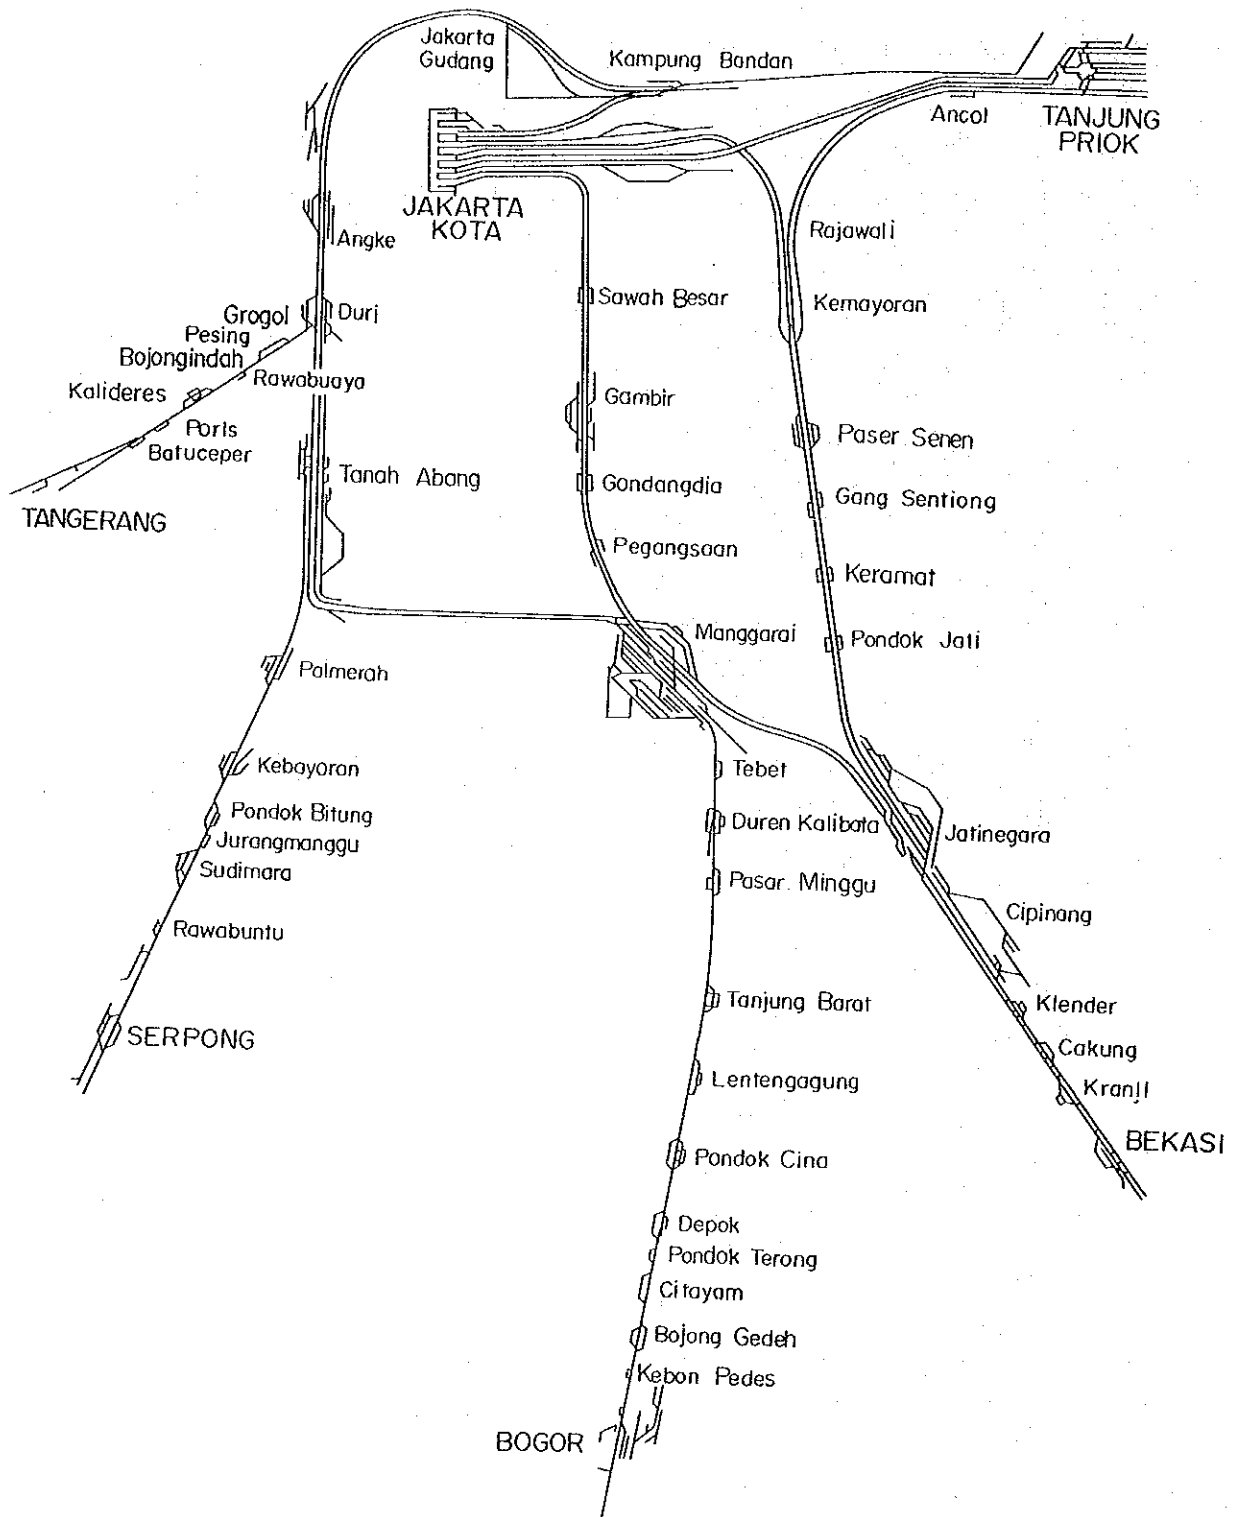 Jakarta
Gudang
Kampung Bandan
Ancol
TANJUNG
PRIOK
JAKARTA
KOTA
Angke
Rajawali
Sawah Besar
Kemayoran
Grogol
Duri
Pesing
Bojongindah
Rawabuaya
Kalideres
Poris
Batuceper
TANGERANG
Gambir
Paser Senen
Tanah Abang
Gondangdia
Gang Sentiong
Pegangsaan
Keramat
Manggarai
Pondok Jati
Palmerah
Kebayoran
Tebet
Pondok Bitung
Duren Kalibata
Jatinegara
Jurangmanggu
Sudimara
Pasar. Minggu
Cipinang
Rawabuntu
Tanjung Barat
Klender
SERPONG
Cakung
Lentengagung
Kranji
BEKASI
Pondok Cina
Depok
Pondok Terong
Citayam
Bojong Gedeh
Kebon Pedes
BOGOR